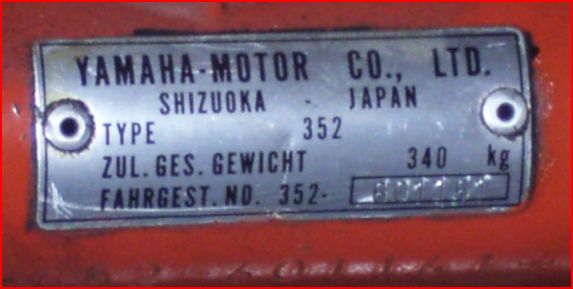 YAMAHA-MOTOR CO., LTD.
SHIZUOKA - JAPAN
TYPE 352
ZUL. GES. GEWICHT 340 kg
FAHRGEST. NO. 352-